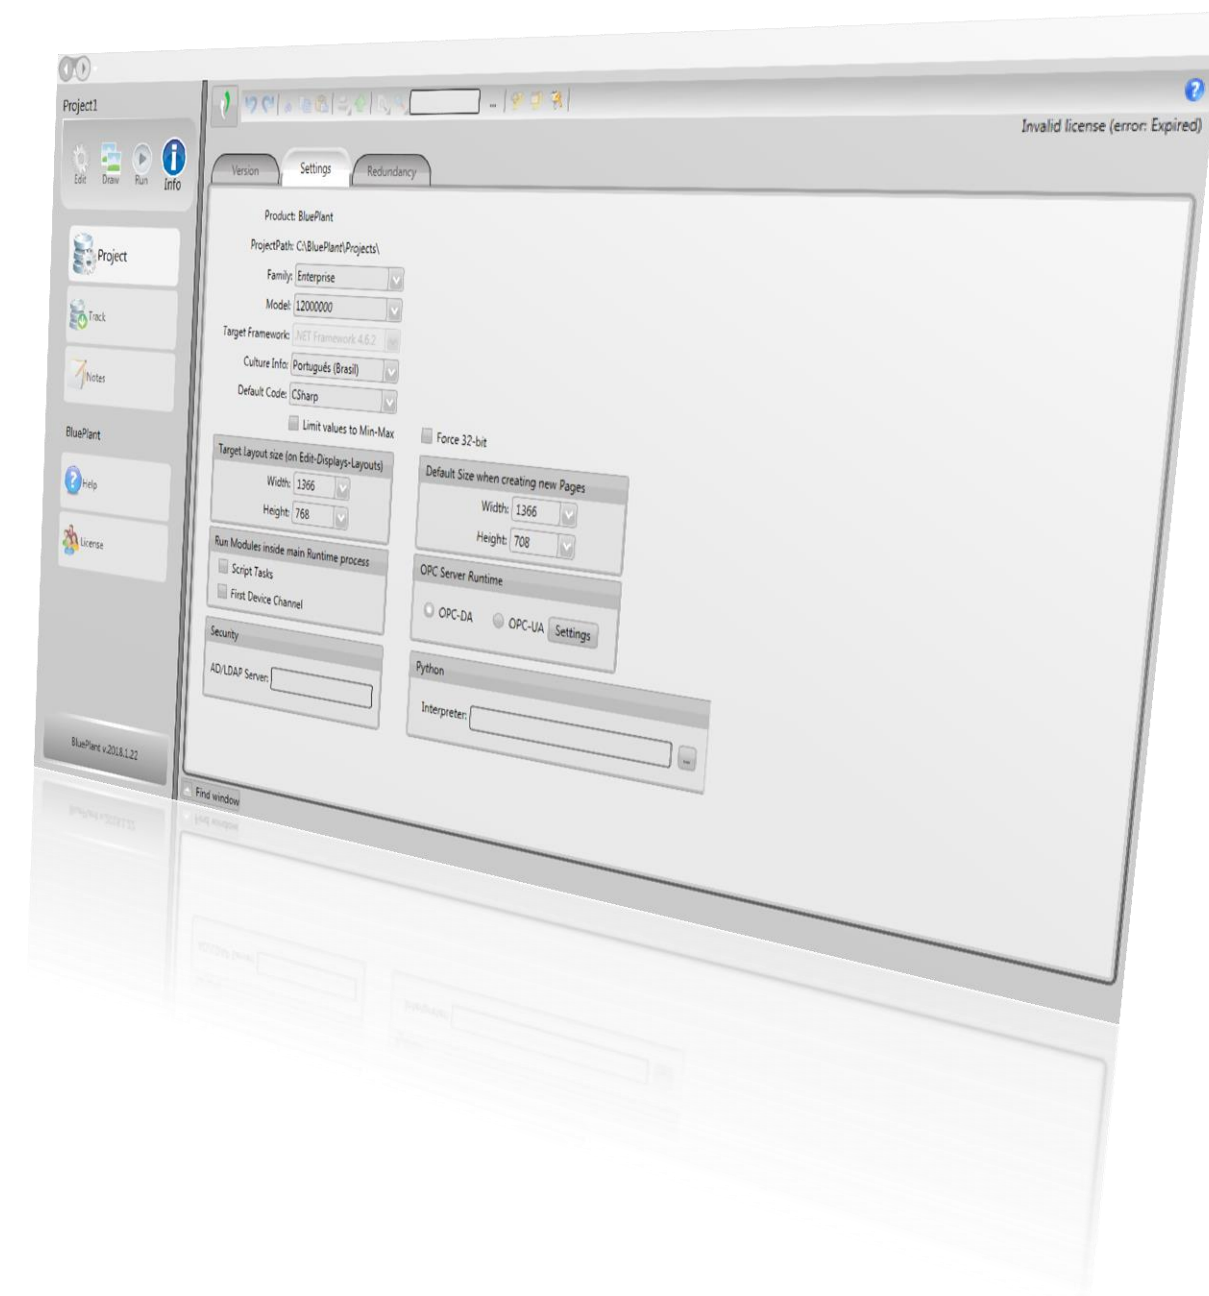 Project1
Edit Draw Run Info
Project
Track
Notes
BluePlant
Help
License
BluePlant v.2018.1.22
...
Invalid license (error: Expired)
Version Settings Redundancy
Product: BluePlant
ProjectPath: C:\BluePlant\Projects\
Family: Enterprise
Model: 12000000
Target Framework: .NET Framework 4.6.2
Culture Info: Português (Brasil)
Default Code: CSharp
Limit values to Min-Max
Force 32-bit
Target Layout size (on Edit-Displays-Layouts)
Width: 1366
Height: 768
Default Size when creating new Pages
Width: 1366
Height: 708
Run Modules inside main Runtime process
Script Tasks
First Device Channel
OPC Server Runtime
OPC-DA OPC-UA Settings
Security
AD/LDAP Server:
Python
Interpreter: ...
Find window